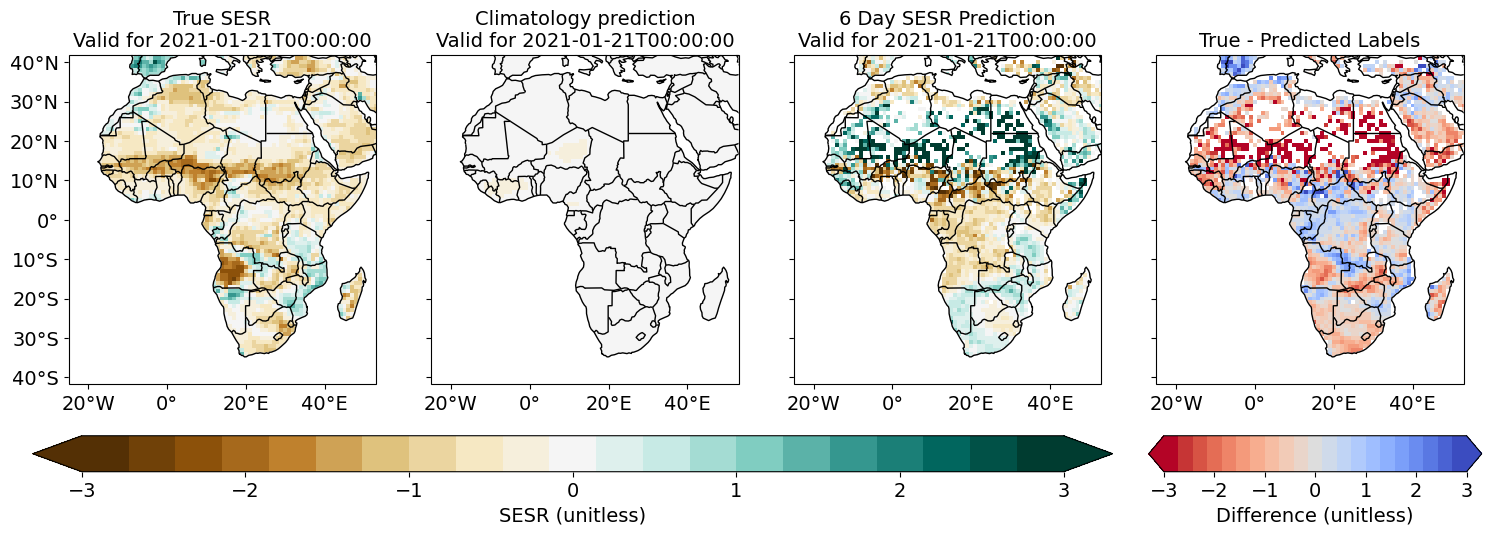 True SESR
Valid for 2021-01-21T00:00:00
Climatology prediction
Valid for 2021-01-21T00:00:00
6 Day SESR Prediction
Valid for 2021-01-21T00:00:00
True - Predicted Labels
40°N
30°N
20°N
10°N
0°
10°S
20°S
30°S
40°S
20°W 0° 20°E 40°E
20°W 0° 20°E 40°E
20°W 0° 20°E 40°E
20°W 0° 20°E 40°E
−3 −2 −1 0 1 2 3
SESR (unitless)
−3 −2 −1 0 1 2 3
Difference (unitless)